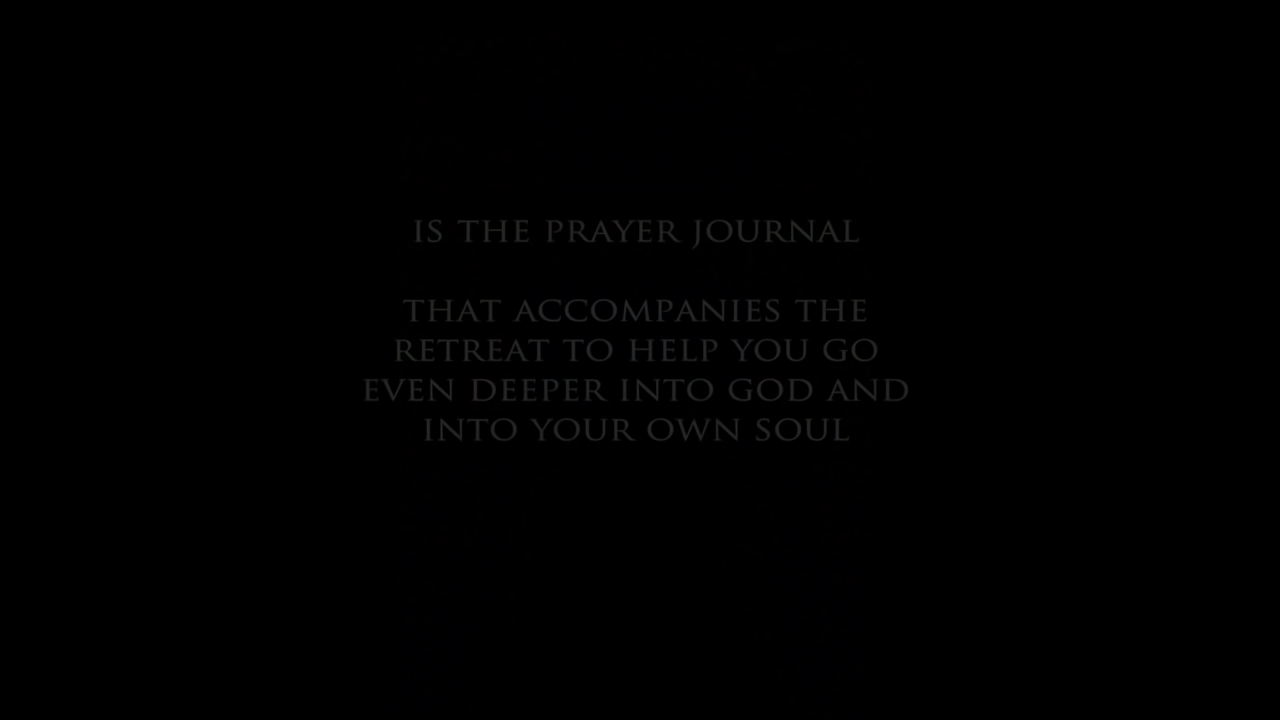 IS THE PRAYER JOURNAL
THAT ACCOMPANIES THE
RETREAT TO HELP YOU GO
EVEN DEEPER INTO GOD AND
INTO YOUR OWN SOUL